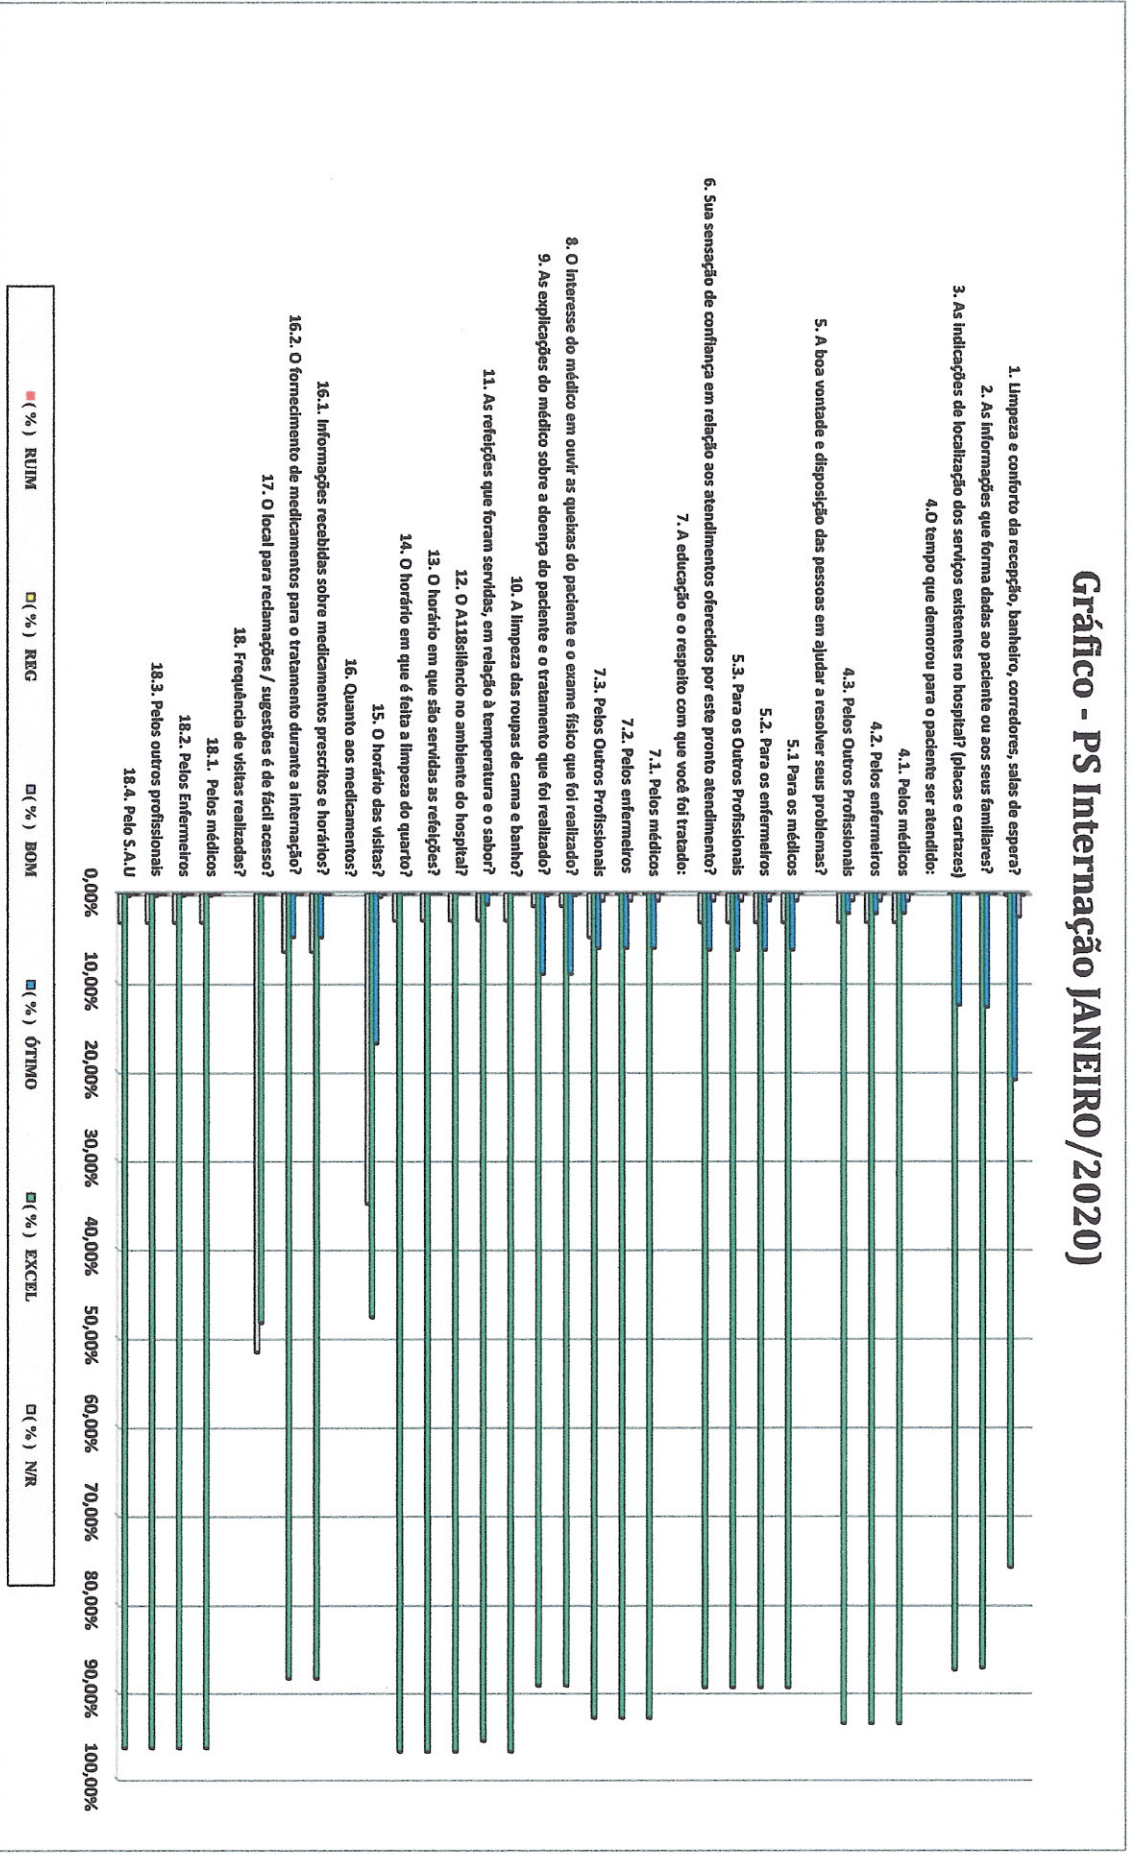 Gráfico - PS Internação JANEIRO/2020)
1. Limpeza e conforto da recepção, banheiro, corredores, salas de espera?
2. As informações que forma dadas ao paciente ou aos seus familiares?
3. As indicações de localização dos serviços existentes no hospital? (placas e cartazes)
4.O tempo que demorou para o paciente ser atendido:
4.1. Pelos médicos
4.2. Pelos enfermeiros
4.3. Pelos Outros Profissionais
5. A boa vontade e disposição das pessoas em ajudar a resolver seus problemas?
5.1 Para os médicos
5.2. Para os enfermeiros
5.3. Para os Outros Profissionais
6. Sua sensação de confiança em relação aos atendimentos oferecidos por este pronto atendimento?
7. A educação e o respeito com que você foi tratado:
7.1. Pelos médicos
7.2. Pelos enfermeiros
7.3. Pelos Outros Profissionais
8. O interesse do médico em ouvir as queixas do paciente e o exame físico que foi realizado?
9. As explicações do médico sobre a doença do paciente e o tratamento que foi realizado?
10. A limpeza das roupas de cama e banho?
11. As refeições que foram servidas, em relação à temperatura e o sabor?
12. O A118silêncio no ambiente do hospital?
13. O horário em que são servidas as refeições?
14. O horário em que é feita a limpeza do quarto?
15. O horário das visitas?
16. Quanto aos medicamentos?
16.1. Informações recebidas sobre medicamentos prescritos e horários?
16.2. O fornecimento de medicamentos para o tratamento durante a internação?
17. O local para reclamações / sugestões é de fácil acesso?
18. Frequência de visitas realizadas?
18.1. Pelos médicos
18.2. Pelos Enfermeiros
18.3. Pelos outros profissionais
18.4. Pelo S.A.U
0,00% 10,00% 20,00% 30,00% 40,00% 50,00% 60,00% 70,00% 80,00% 90,00% 100,00%
(%) RUIM (%) REG (%) BOM (%) ÓTIMO (%) EXCEL (%) N/R